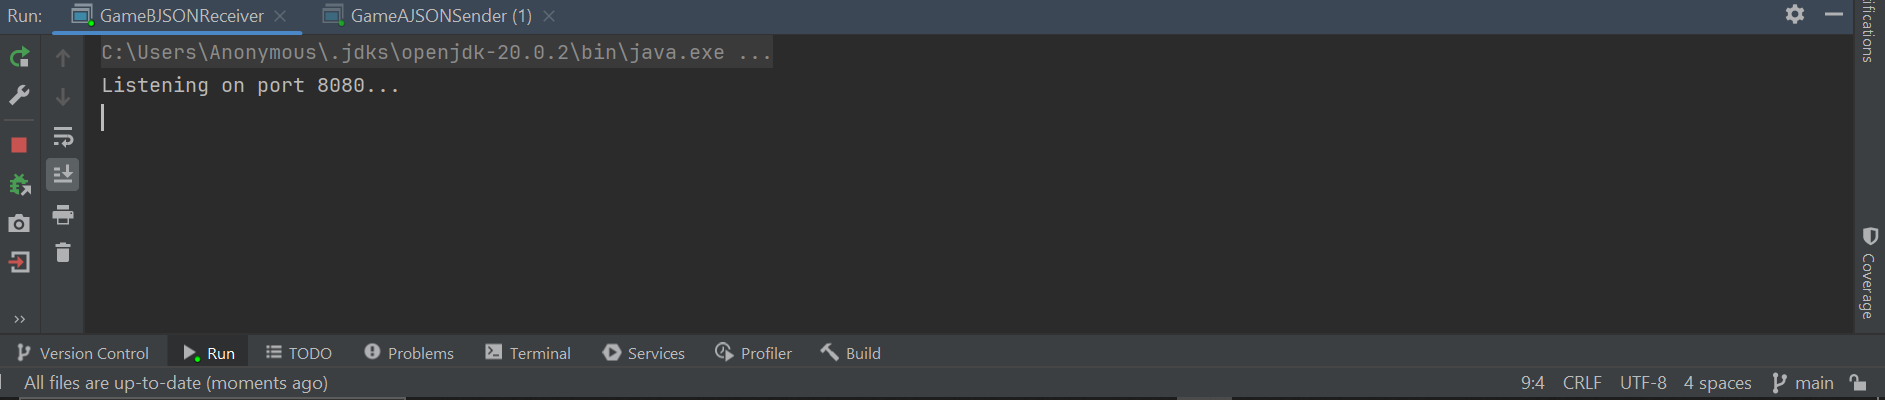 Run: GameBJSONReceiver GameAJSONSender (1)
C:\Users\Anonymous\.jdks\openjdk-20.0.2\bin\java.exe ...
Listening on port 8080...
Coverage
Version Control Run TODO Problems Terminal Services Profiler Build
All files are up-to-date (moments ago) 9:4 CRLF UTF-8 4 spaces main